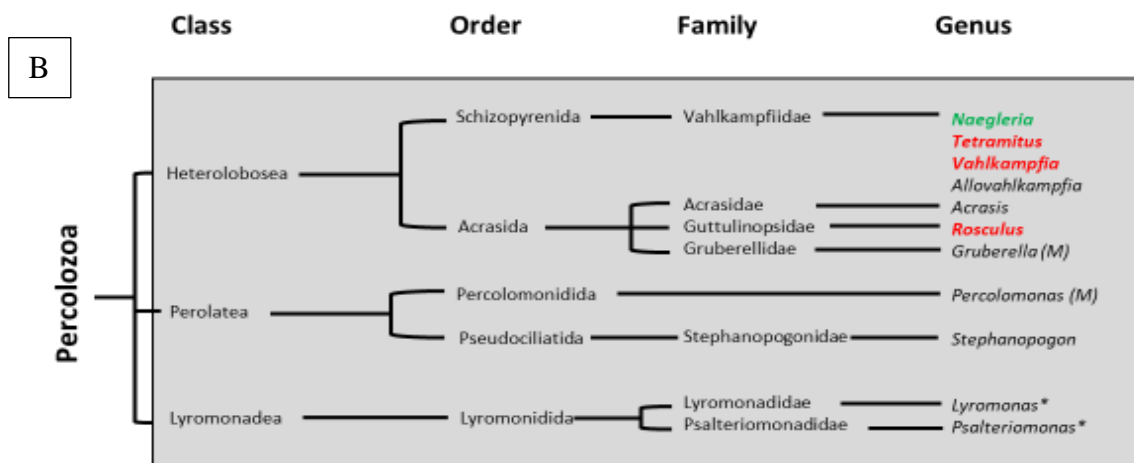 Class Order Family Genus
B
Schizopyrenida Vahlkampfiidae Naegleria
Tetramitus
Vahlkampfia
Heterolobosea
Allovahlkampfia
Acrasidae Acrasis
Acrasida Guttulinopsidae Rosculus
Gruberellidae Gruberella (M)
Percolozoa
Percolomonidida Percolomonas (M)
Perolatea
Pseudociliatida Stephanopogonidae Stephanopogon
Lyromonadidae Lyromonas*
Lyromonadea Lyromonidida
Psalteriomonadidae Psalteriomonas*